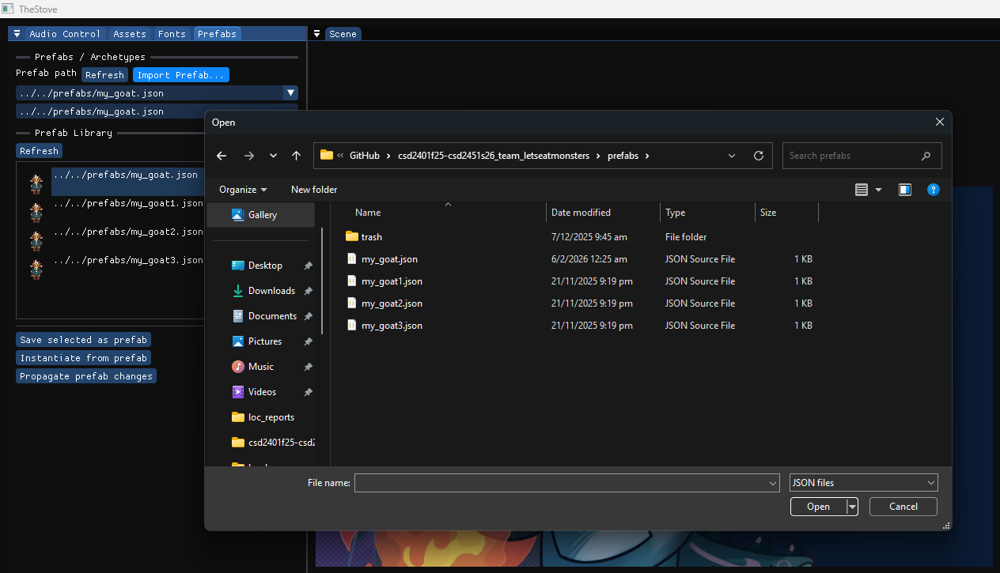 TheStove
Audio Control Assets Fonts Prefabs
Scene
Prefabs / Archetypes
Prefab path Refresh Import Prefab...
../../prefabs/my_goat.json
../../prefabs/my_goat.json
Prefab Library
Refresh
../../prefabs/my_goat.json
../../prefabs/my_goat1.json
../../prefabs/my_goat2.json
../../prefabs/my_goat3.json
Save selected as prefab
Instantiate from prefab
Propagate prefab changes
Open
« GitHub > csd2401f25-csd2451s26_team_letseatmonsters > prefabs >
Search prefabs
Organize New folder
?
Gallery
Desktop
Downloads
Documents
Pictures
Music
Videos
loc_reports
csd2401f25-csd2
Name Date modified Type Size
trash 7/12/2025 9:45 am File folder
my_goat.json 6/2/2026 12:25 am JSON Source File 1 KB
my_goat1.json 21/11/2025 9:19 pm JSON Source File 1 KB
my_goat2.json 21/11/2025 9:19 pm JSON Source File 1 KB
my_goat3.json 21/11/2025 9:19 pm JSON Source File 1 KB
File name:
JSON files
Open Cancel